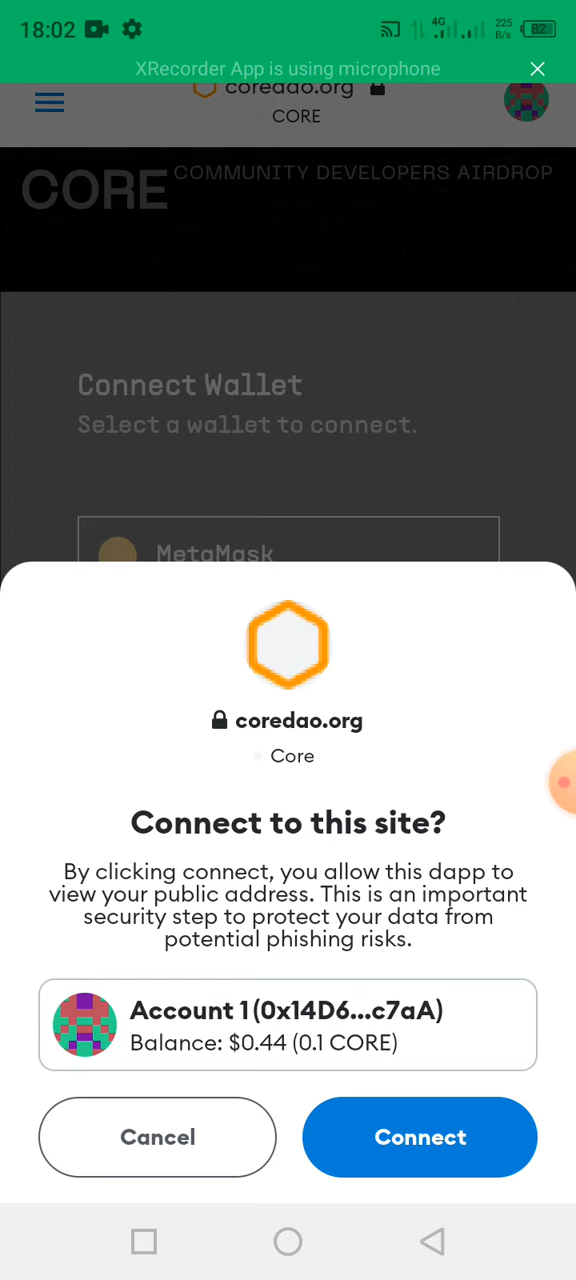 18:02
4G
225
B/s
82
XRecorder App is using microphone
coredao.org
CORE
CORE
COMMUNITY DEVELOPERS AIRDROP
Connect Wallet
Select a wallet to connect.
MetaMask
coredao.org
Core
Connect to this site?
By clicking connect, you allow this dapp to
view your public address. This is an important
security step to protect your data from
potential phishing risks.
Account 1 (0x14D6...c7aA)
Balance: $0.44 (0.1 CORE)
Cancel
Connect